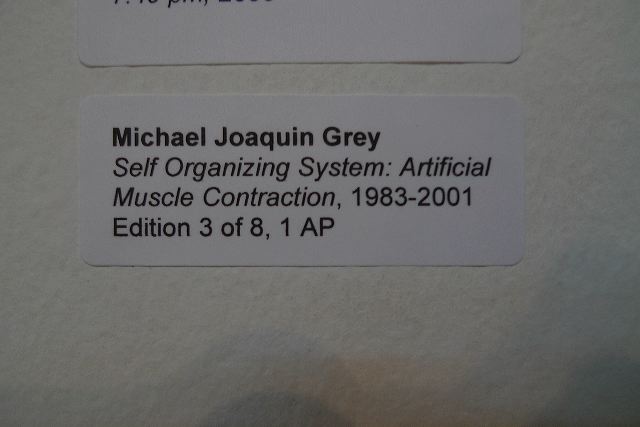 Michael Joaquin Grey
Self Organizing System: Artificial
Muscle Contraction, 1983-2001
Edition 3 of 8, 1 AP